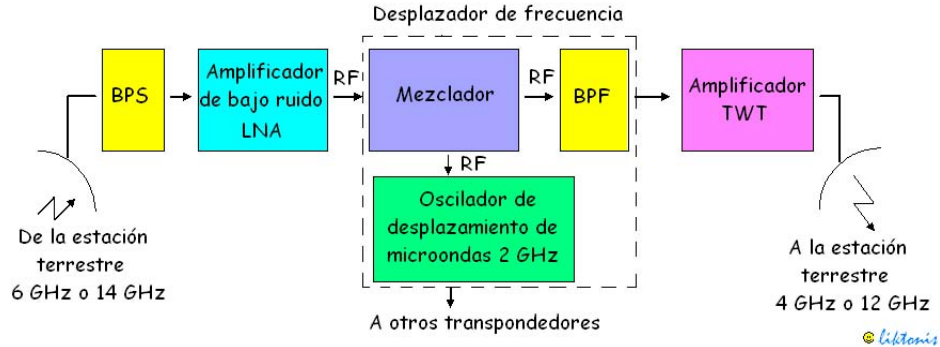 Desplazador de frecuencia
BPS
Amplificador
de bajo ruido
LNA
RF
Mezclador
RF
BPF
Amplificador
TWT
RF
Oscilador de
desplazamiento de
microondas 2 GHz
De la estación
terrestre
6 GHz o 14 GHz
A la estación
terrestre
4 GHz o 12 GHz
A otros transpondedores
© liktonis